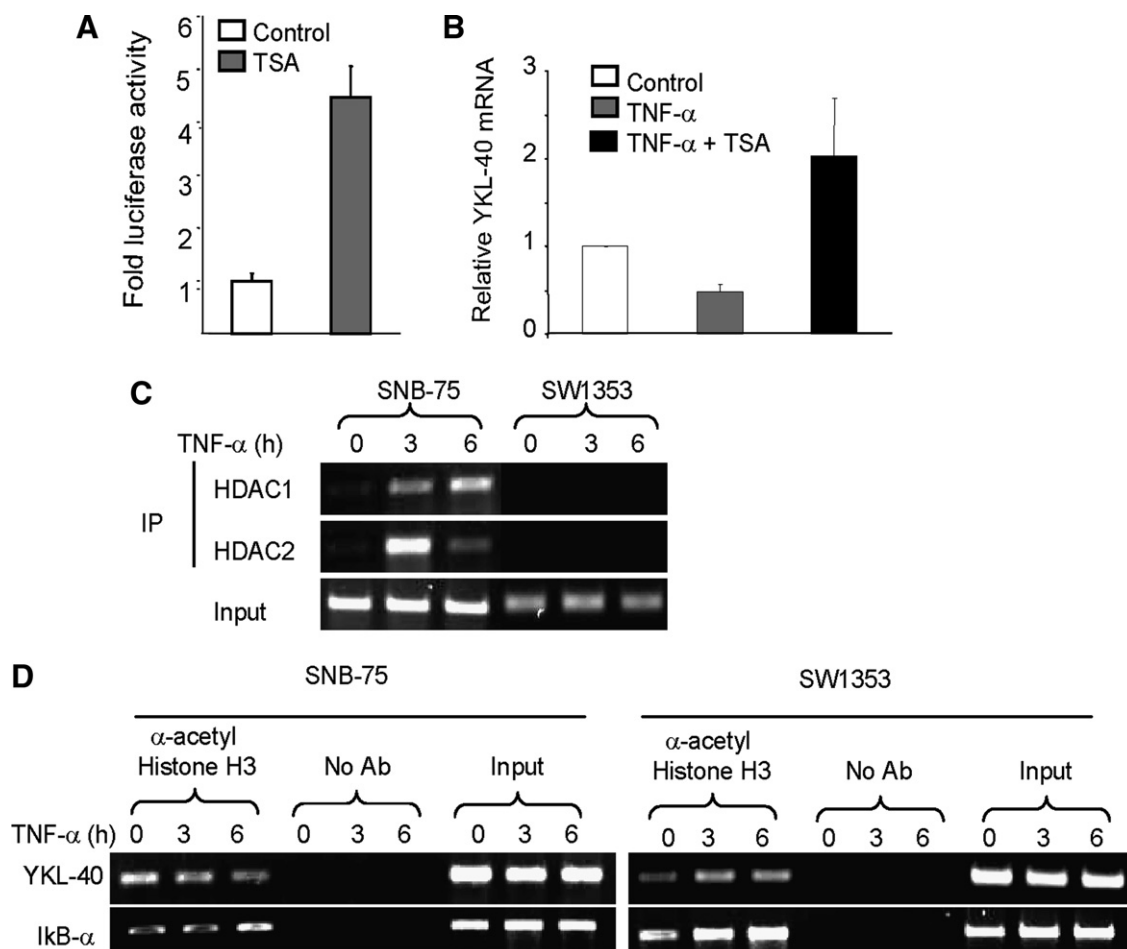 A
Fold luciferase activity
6
5
4
3
2
1
Control
TSA
B
Relative YKL-40 mRNA
3
2
1
0
Control
TNF-α
TNF-α + TSA
C
SNB-75 SW1353
TNF-α (h) 0 3 6 0 3 6
IP
HDAC1
HDAC2
Input
D
SNB-75 SW1353
α-acetyl Histone H3 No Ab Input α-acetyl Histone H3 No Ab Input
TNF-α (h) 0 3 6 0 3 6 0 3 6 0 3 6 0 3 6 0 3 6
YKL-40
IkB-α